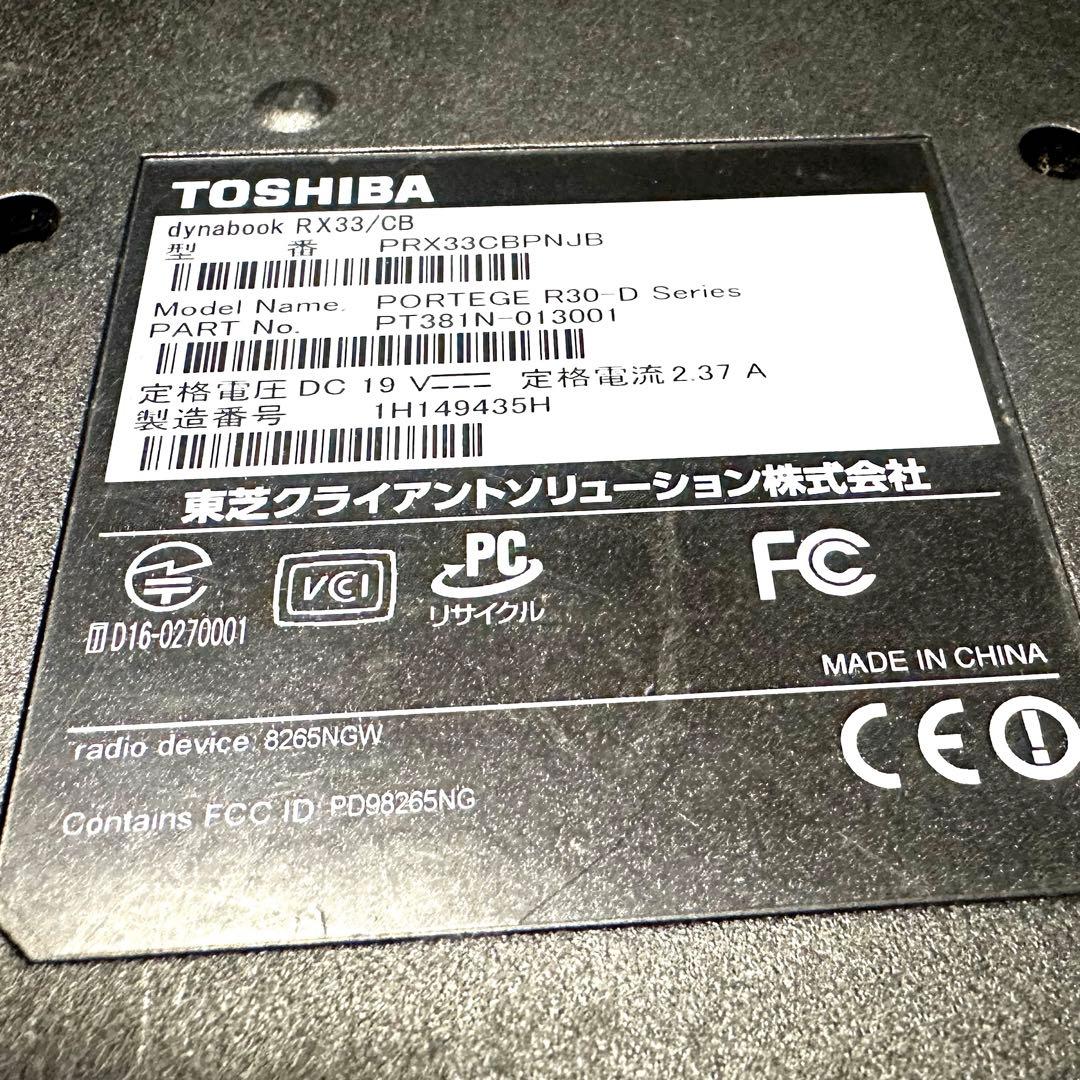 TOSHIBA
dynabook RX33/CB
型 番 PRX33CBPNJB
Model Name. PORTEGE R30-D Series
PART No. PT381N-013001
定格電圧 DC 19 V 定格電流 2.37 A
製造番号 1H149435H
東芝クライアントソリューション株式会社
VCCI PC FC
リサイクル
T D16-0270001
MADE IN CHINA
radio device: 8265NGW
CE
Contains FCC ID: PD98265NG